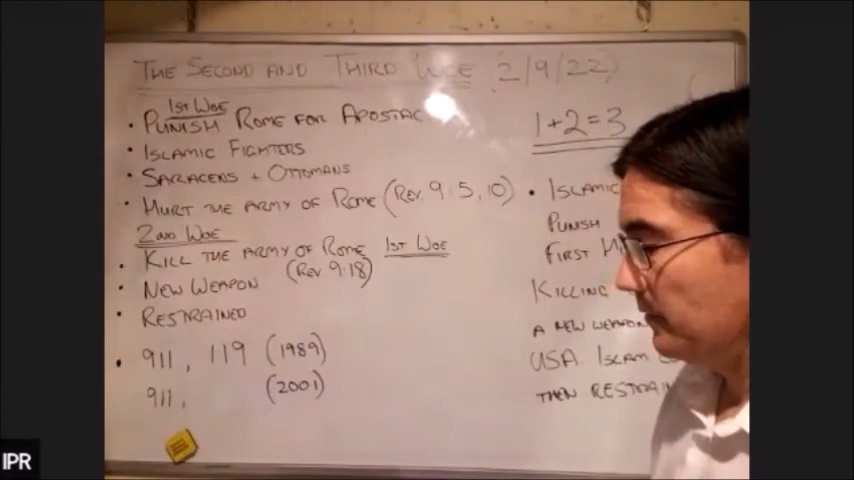 THE SECOND AND THIRD WOE (2/9/22)
1ST WOE
• PUNISH ROME FOR APOSTAC
• ISLAMIC FIGHTERS
• SARACENS + OTTOMANS
• HURT THE ARMY OF ROME (REV. 9:5, 10)
2ND WOE
• KILL THE ARMY OF ROME 1ST WOE
(REV 9:18)
• NEW WEAPON
• RESTRAINED
• 911, 119 (1989)
911, (2001)
1+2=3
• ISLAMIC
PUNISH
FIRST
KILLING
A NEW WEAPON
USA. ISLAM
THEN RESTRAIN
IPR